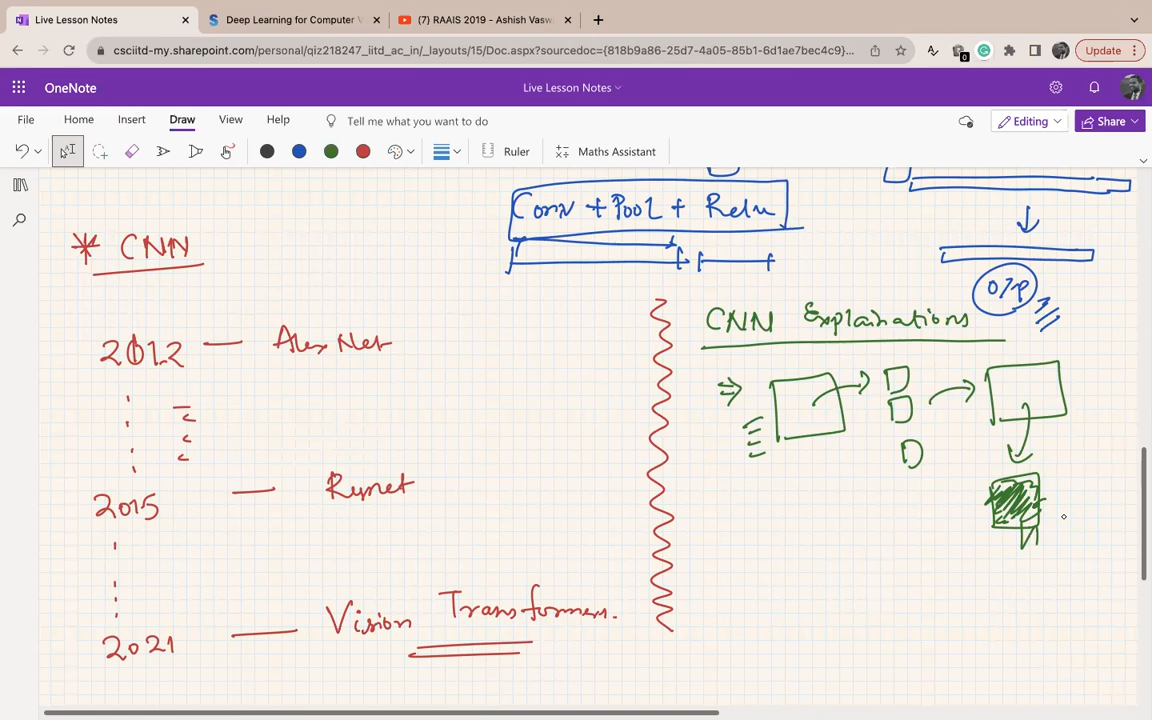 Live Lesson Notes
Deep Learning for Computer V
(7) RAAIS 2019 - Ashish Vasw
csciitd-my.sharepoint.com/personal/qiz218247_iitd_ac_in/_layouts/15/Doc.aspx?sourcedoc={818b9a86-25d7-4a05-85b1-6d1ae7bec4c9}...
0
Update
OneNote
Live Lesson Notes
File Home Insert Draw View Help Tell me what you want to do
Editing
Share
Ruler
Maths Assistant
Conv + Pool + Relu
* CNN
O/p
CNN Explainations
2012 — AlexNet
2015 —
2021 — Vision Transformers.